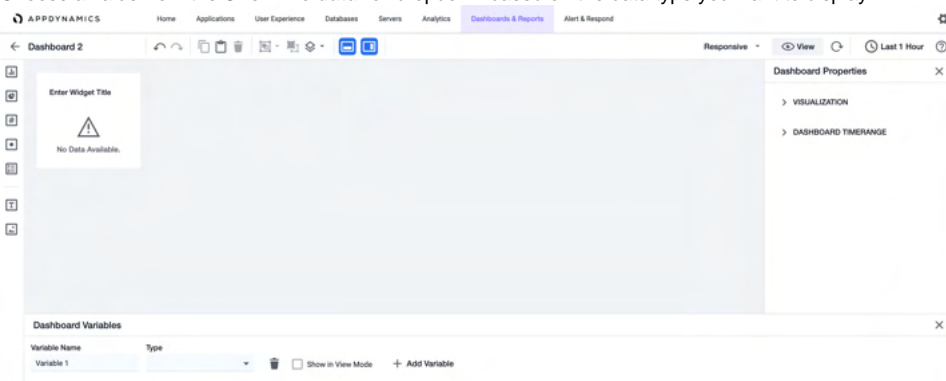 APPDYNAMICS Home Applications User Experience Databases Servers Analytics Dashboards & Reports Alert & Respond
Dashboard 2 Responsive View Last 1 Hour
Dashboard Properties
Enter Widget Title
VISUALIZATION
No Data Available.
DASHBOARD TIMERANGE
Dashboard Variables
Variable Name Type
Variable 1 Show in View Mode + Add Variable